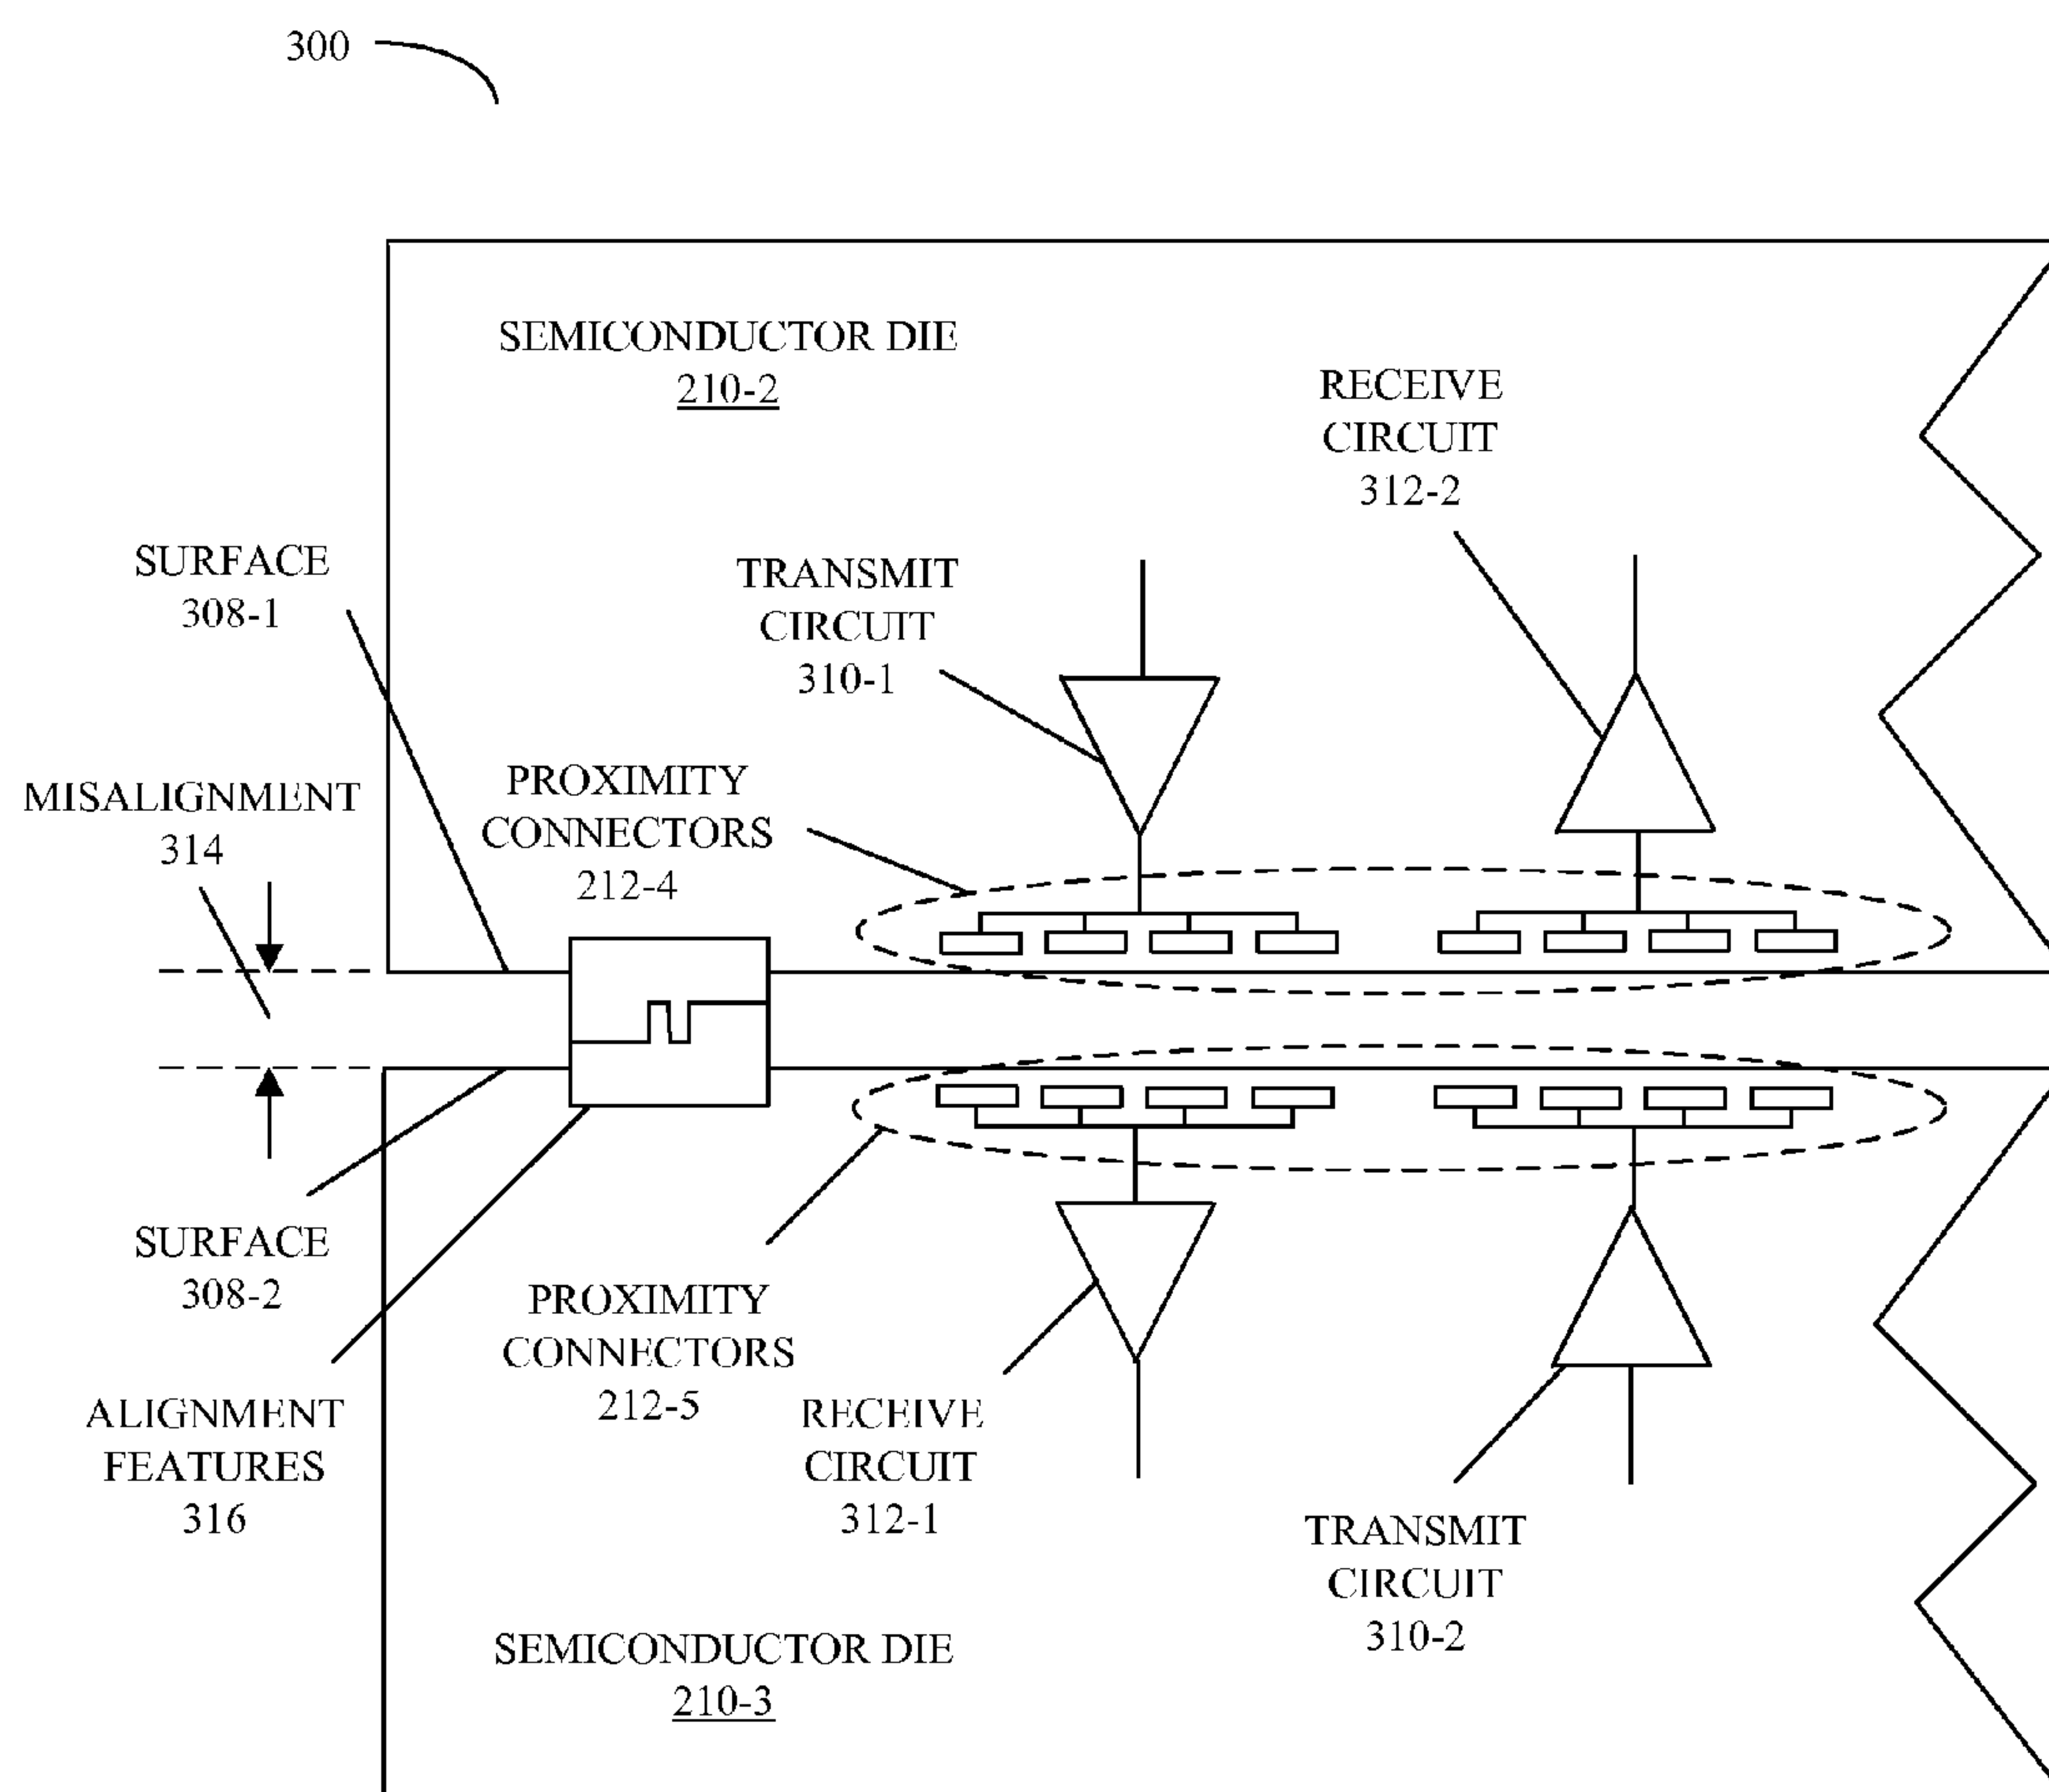 300
SEMICONDUCTOR DIE
210-2
RECEIVE
CIRCUIT
312-2
SURFACE
308-1
TRANSMIT
CIRCUIT
310-1
PROXIMITY
CONNECTORS
212-4
MISALIGNMENT
314
SURFACE
308-2
PROXIMITY
CONNECTORS
212-5
ALIGNMENT
FEATURES
316
RECEIVE
CIRCUIT
312-1
TRANSMIT
CIRCUIT
310-2
SEMICONDUCTOR DIE
210-3